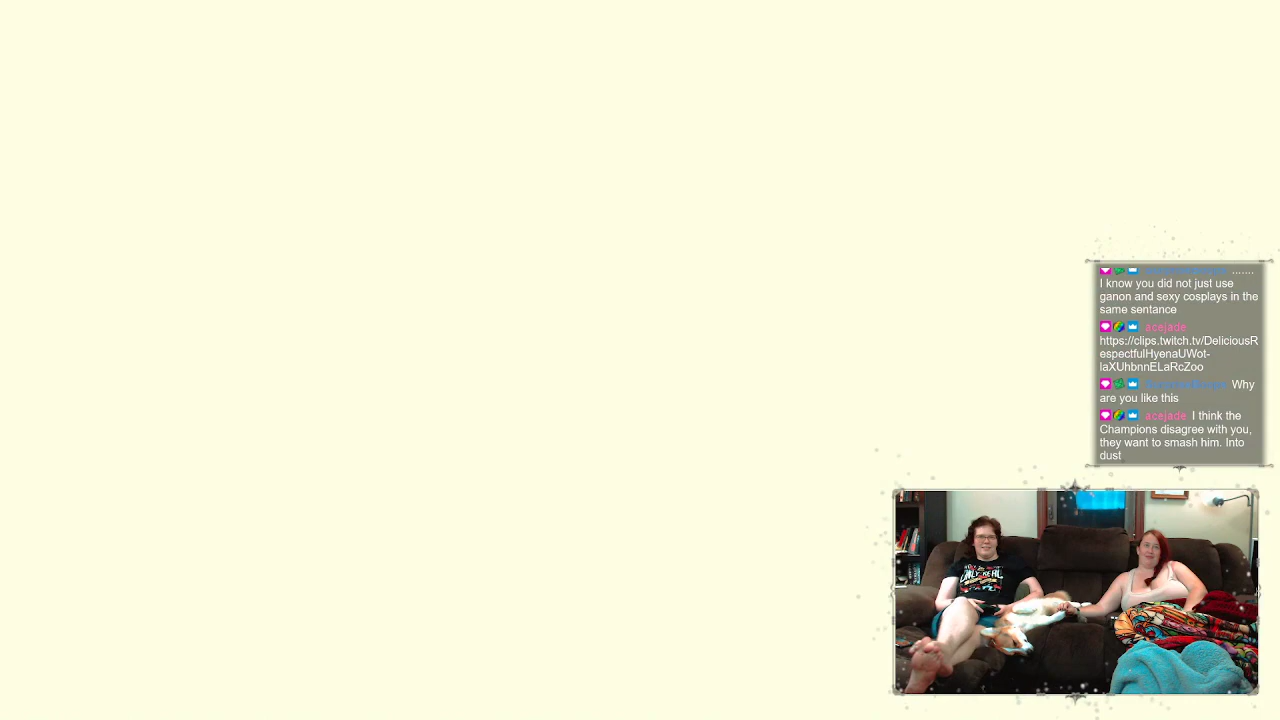 .......
I know you did not just use
ganon and sexy cosplays in the
same sentance
acejade
https://clips.twitch.tv/DeliciousR
espectfulHyenaUWot-
laXUhbnnELaRcZoo
Why
are you like this
acejade I think the
Champions disagree with you,
they want to smash him. Into
dust